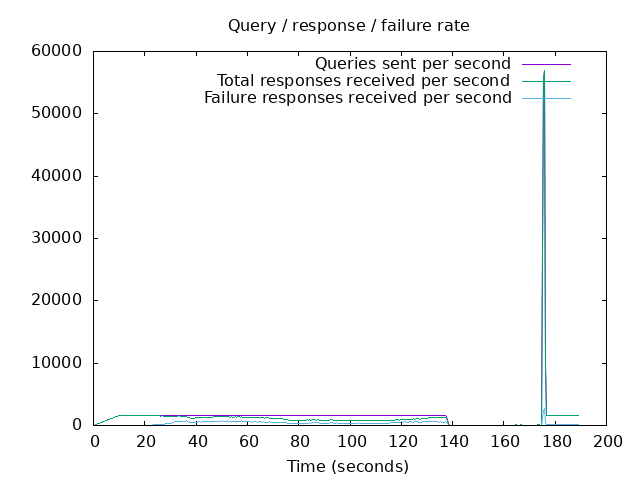 Query / response / failure rate
Queries sent per second
Total responses received per second
Failure responses received per second
60000
50000
40000
30000
20000
10000
0
0 20 40 60 80 100 120 140 160 180 200
Time (seconds)